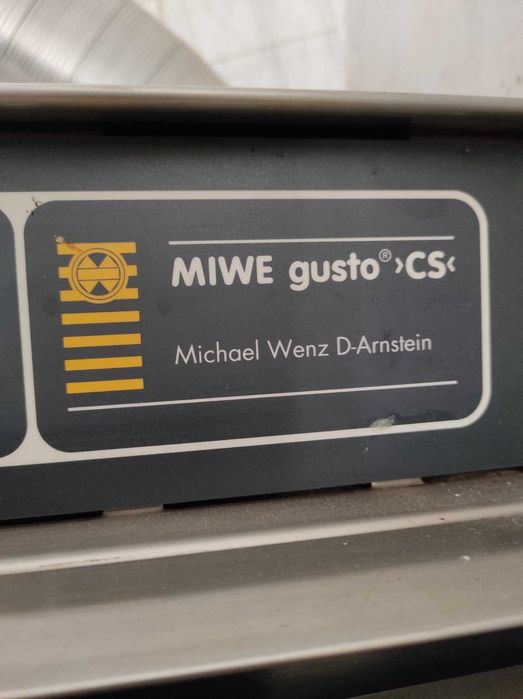 MIWE gusto® ›CS‹
Michael Wenz D-Arnstein